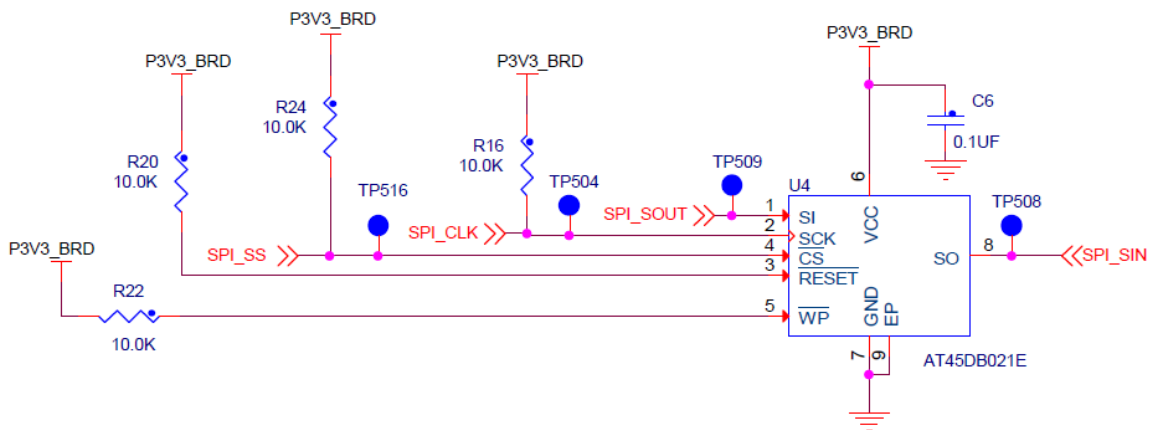 P3V3_BRD
P3V3_BRD
P3V3_BRD
P3V3_BRD
R24
10.0K
C6
0.1UF
R16
10.0K
R20
10.0K
TP509
TP516
TP504
U4
6
TP508
SPI_SOUT
1
SI
VCC
SPI_CLK
2
SCK
P3V3_BRD
SPI_SS
4
CS
SO
8
SPI_SIN
3
RESET
R22
10.0K
5
WP
GND
EP
7
9
AT45DB021E